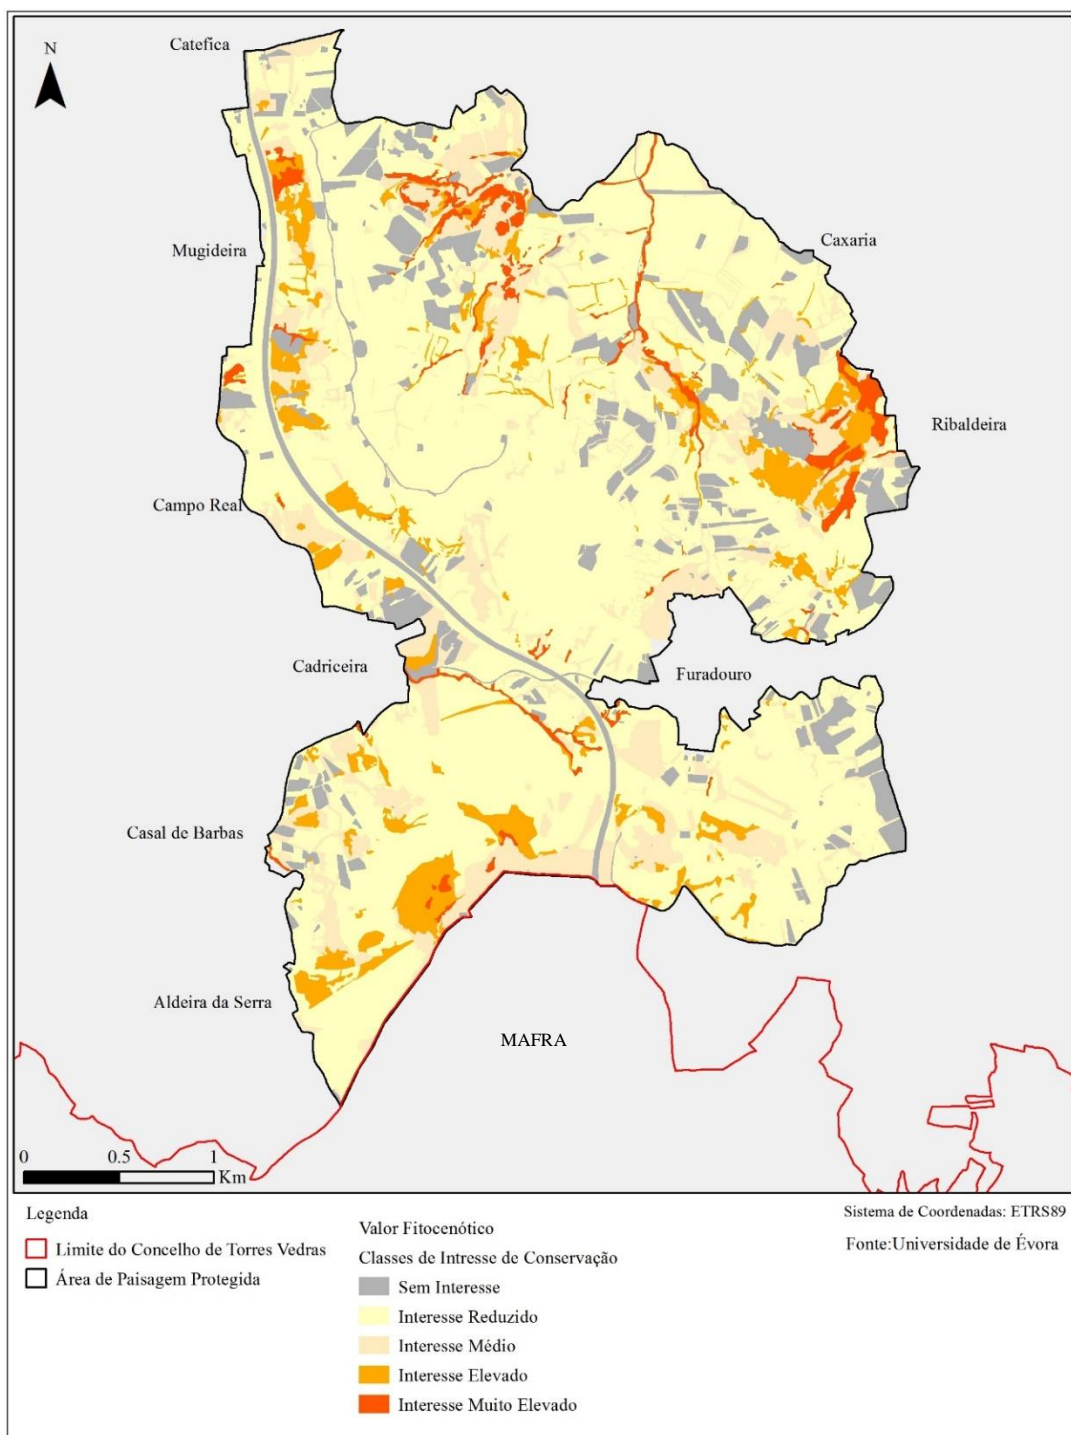 Catefica
N
Mugideira
Caxaria
Ribaldeira
Campo Real
Cadriceira
Furadouro
Casal de Barbas
Aldeira da Serra
MAFRA
0 0.5 1
Km
Legenda
Limite do Concelho de Torres Vedras
Área de Paisagem Protegida
Valor Fitocenótico
Classes de Intresse de Conservação
Sem Interesse
Interesse Reduzido
Interesse Médio
Interesse Elevado
Interesse Muito Elevado
Sistema de Coordenadas: ETRS89
Fonte:Universidade de Évora